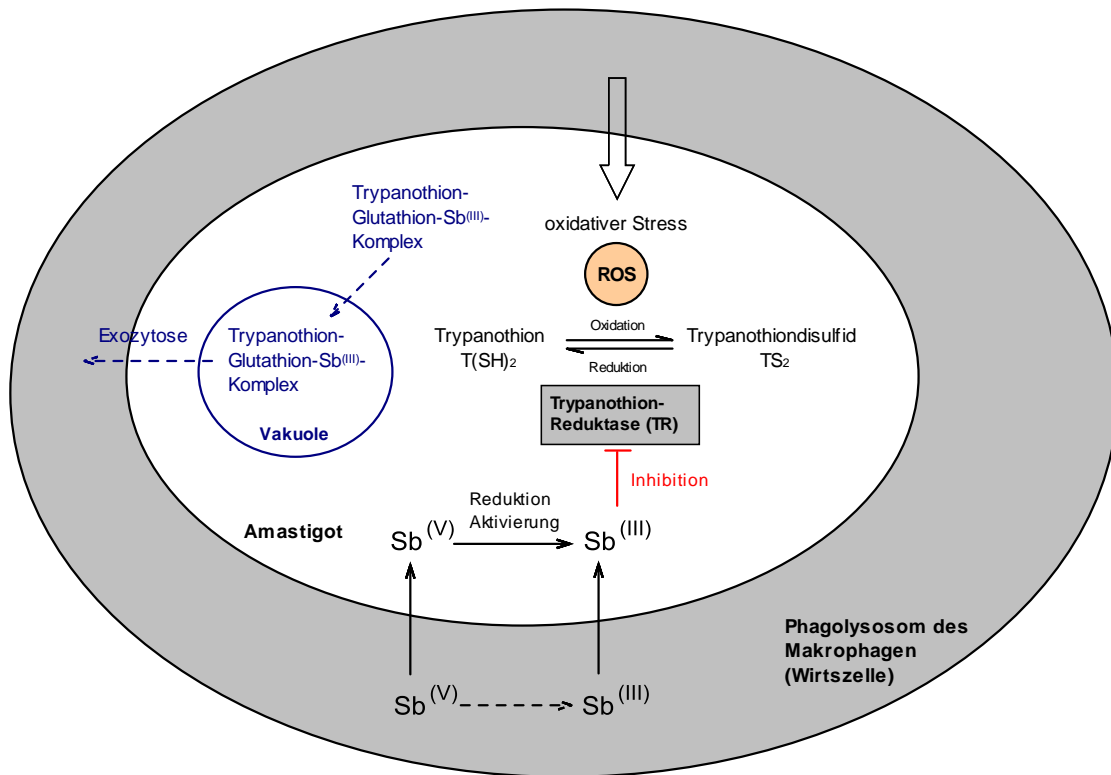 oxidativer Stress
ROS
Trypanothion-
Glutathion-Sb(III)-
Komplex
Exozytose
Trypanothion-
Glutathion-Sb(III)-
Komplex
Vakuole
Trypanothion
T(SH)2
Oxidation
Reduktion
Trypanothiondisulfid
TS2
Trypanothion-
Reduktase (TR)
Inhibition
Reduktion
Aktivierung
Amastigot
Sb(V)
Sb(III)
Phagolysosom des
Makrophagen
(Wirtszelle)
Sb(V)
Sb(III)